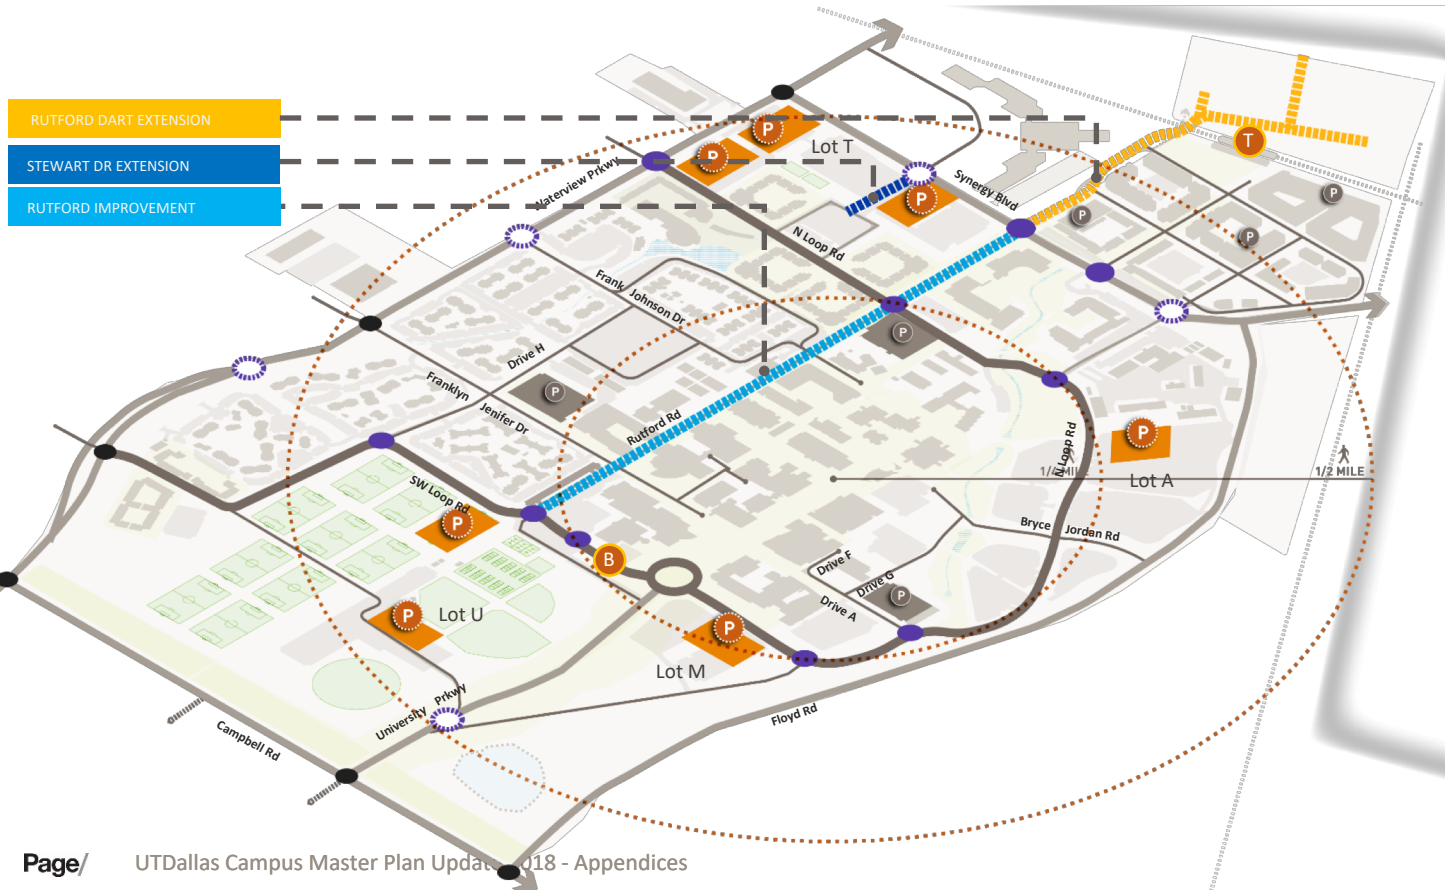 RUTFORD DART EXTENSION
STEWART DR EXTENSION
RUTFORD IMPROVEMENT
P
P
Lot T
P
Synergy Blvd
T
P
P
P
Waterview Prkwy
N Loop Rd
Frank Johnson Dr
P
Drive H
P
Franklyn Jenifer Dr
Rutford Rd
P
N Loop Rd
1/4 MILE
1/2 MILE
Lot A
SW Loop Rd
P
Bryce Jordan Rd
B
Drive F
Drive G
P
Drive A
P
Lot U
P
Lot M
University Prkwy
Floyd Rd
Campbell Rd
Page/
UTDallas Campus Master Plan Update 2018 - Appendices